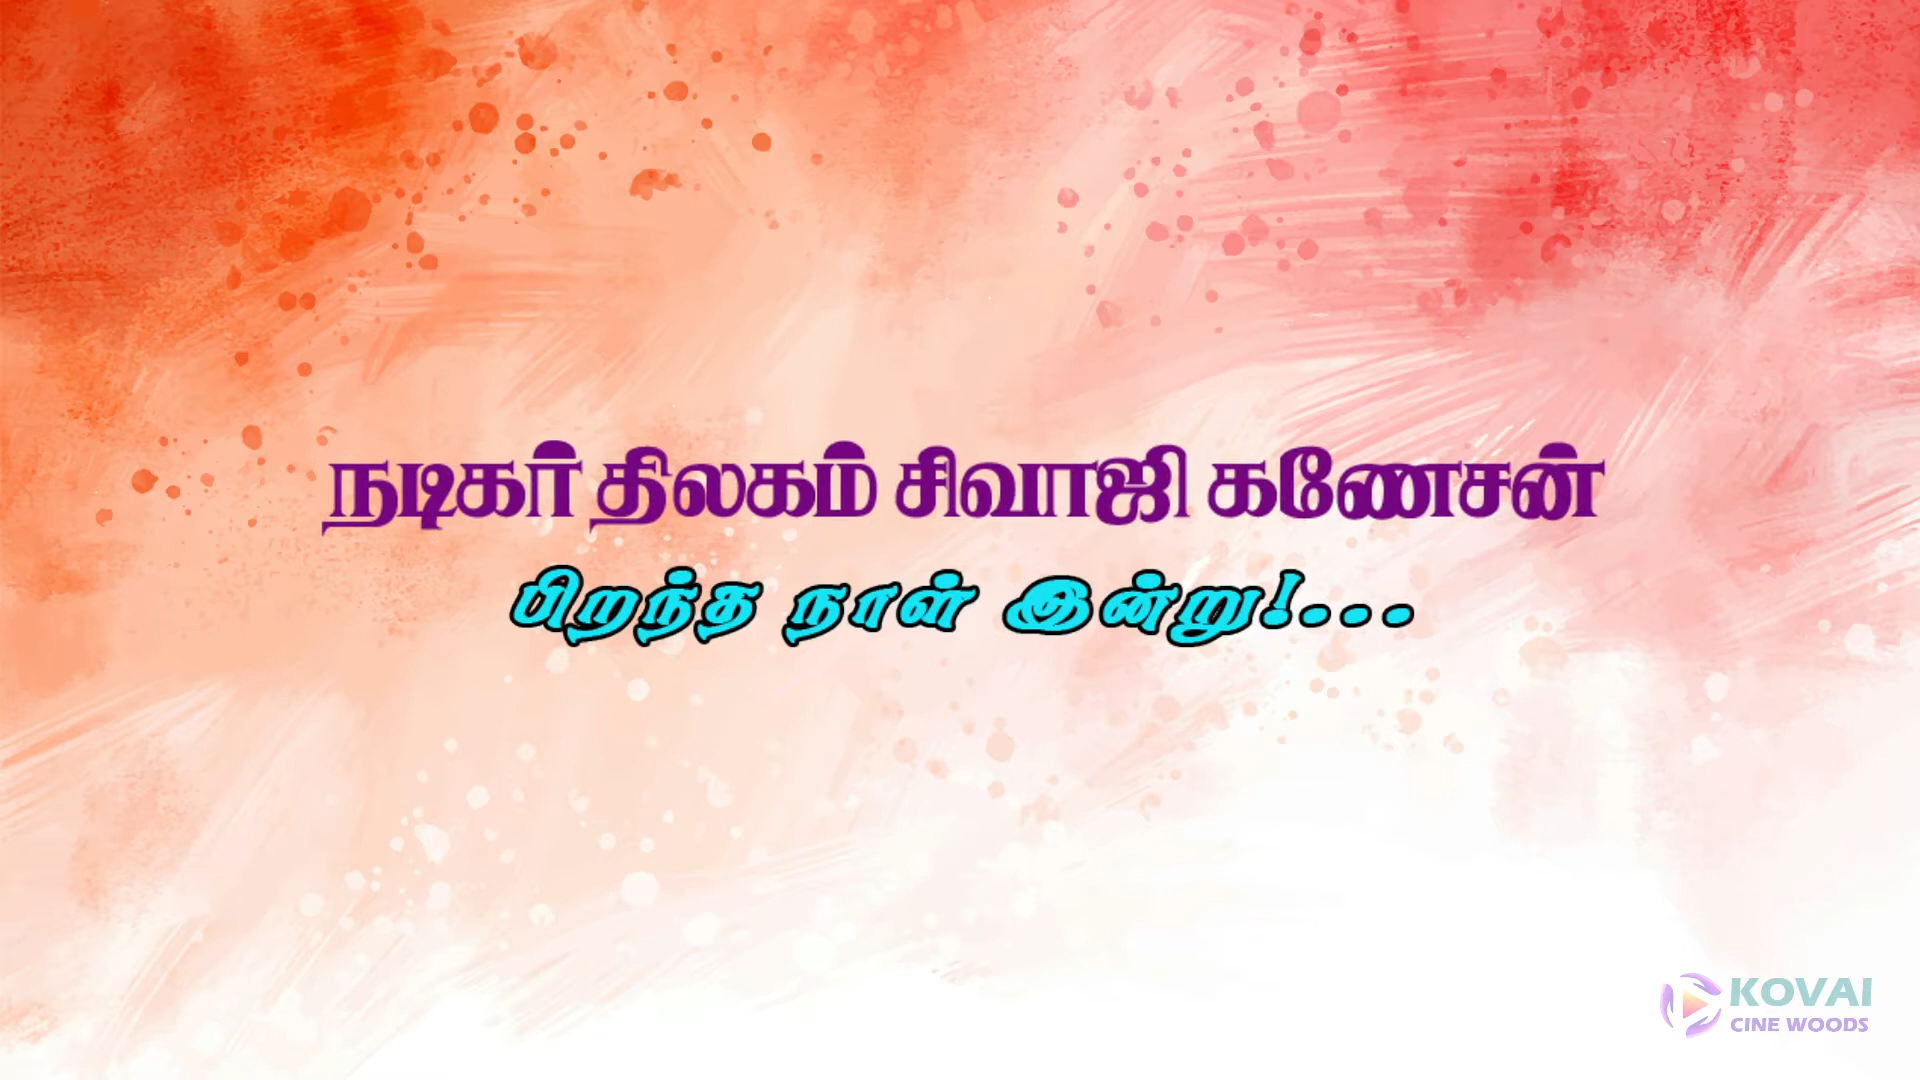 நடிகர் திலகம் சிவாஜி கணேசன்
பிறந்த நாள் இன்று!...
KOVAI
CINE WOODS